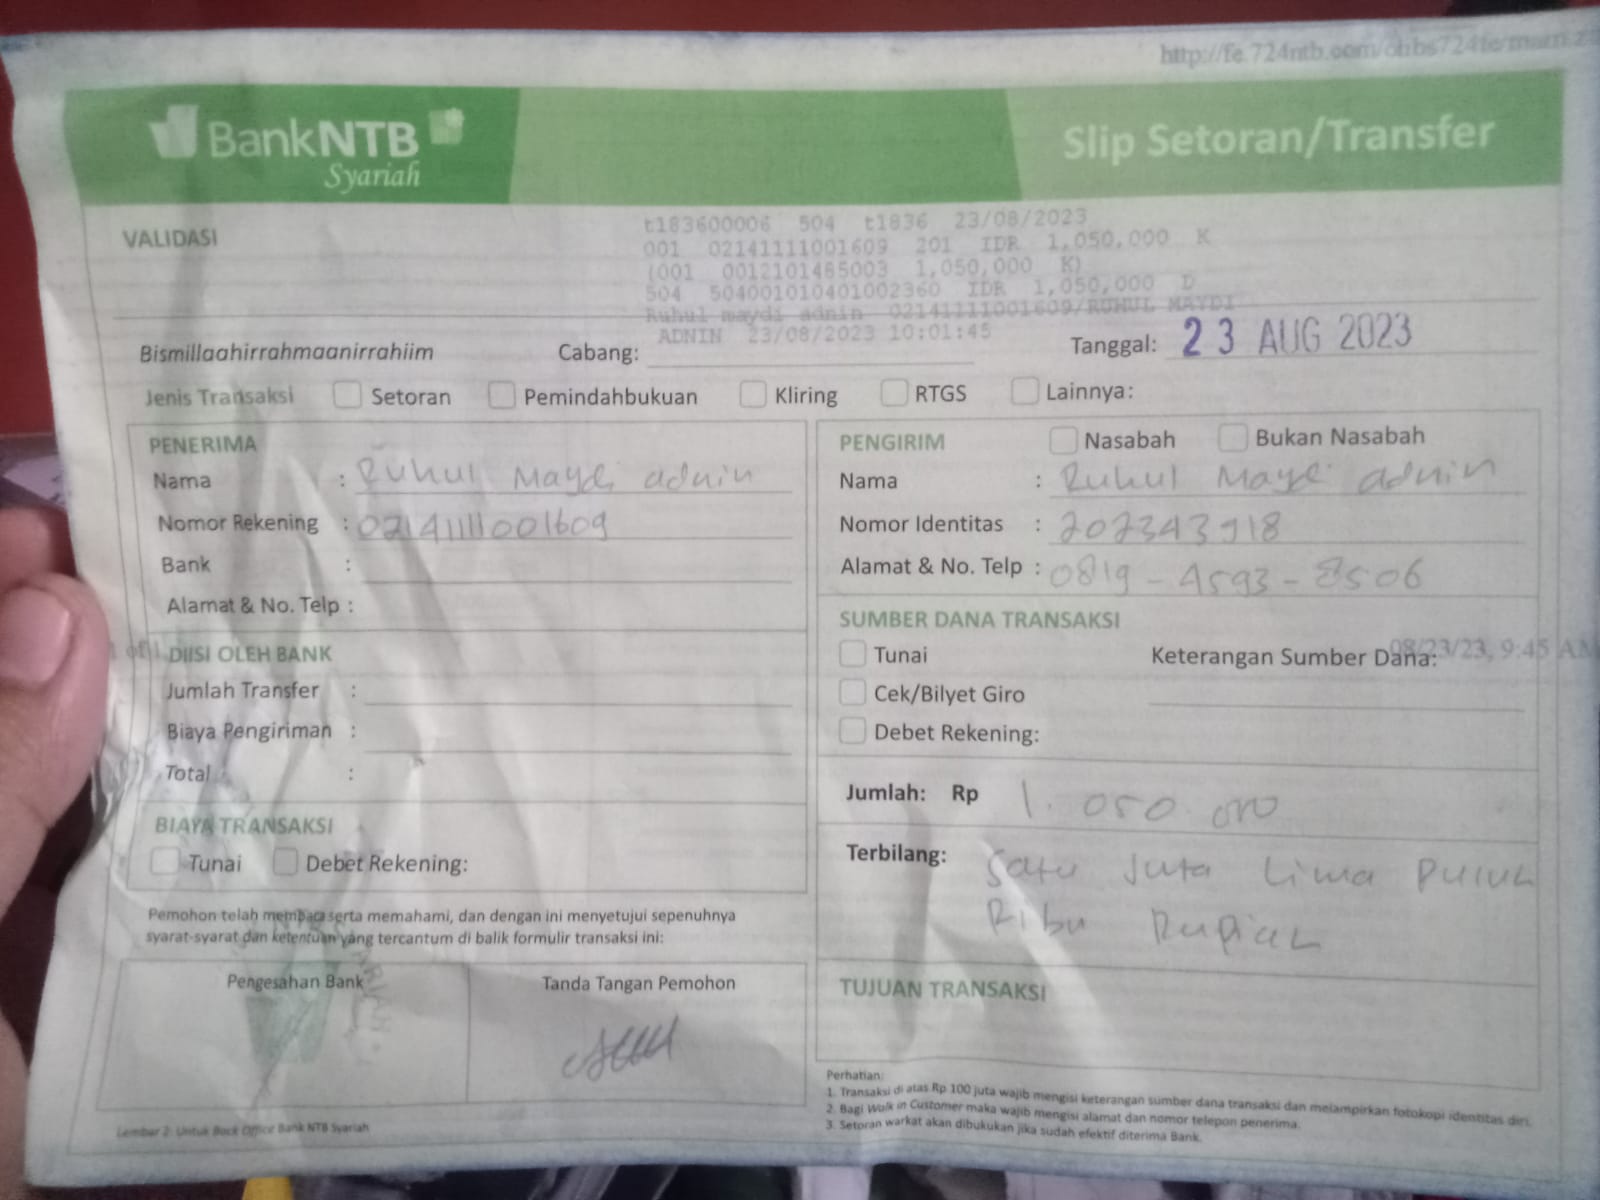 http://fe.724ntb.com/ohbs724fe/main.z
BankNTB
Syariah
Slip Setoran/Transfer
VALIDASI
t183600006 504 t1836 23/08/2023
001 02141111001609 201 IDR 1,050,000 K
(001 0012101485003 1,050,000 K)
504 504001010401002360 IDR 1,050,000 D
Ruhul maydi admin 02141111001609/RUHUL MAYDI
ADNIN 23/08/2023 10:01:45
Bismillaahirrahmaanirrahiim
Cabang:
Tanggal: 23 AUG 2023
Jenis Transaksi Setoran Pemindahbukuan Kliring RTGS Lainnya:
PENERIMA
Nama : Ruhul Maydi adnin
Nomor Rekening : 02141111001609
Bank :
Alamat & No. Telp :
DIISI OLEH BANK
Jumlah Transfer :
Biaya Pengiriman :
Total :
BIAYA TRANSAKSI
Tunai Debet Rekening:
Pemohon telah membaca serta memahami, dan dengan ini menyetujui sepenuhnya
syarat-syarat dan ketentuan yang tercantum di balik formulir transaksi ini:
Pengesahan Bank
Tanda Tangan Pemohon
Lembar 2: Untuk Back Office Bank NTB Syariah
PENGIRIM Nasabah Bukan Nasabah
Nama : Ruhul Maydi adnin
Nomor Identitas : 202343918
Alamat & No. Telp : 0819-4593-8506
SUMBER DANA TRANSAKSI
Tunai
Keterangan Sumber Dana:
08/23/23, 9:45 AM
Cek/Bilyet Giro
Debet Rekening:
Jumlah: Rp 1.050.000
Terbilang: Satu Juta Lima Puluh
Ribu Rupiah
TUJUAN TRANSAKSI
Perhatian:
1. Transaksi di atas Rp 100 juta wajib mengisi keterangan sumber dana transaksi dan melampirkan fotokopi identitas diri.
2. Bagi Walk in Customer maka wajib mengisi alamat dan nomor telepon penerima.
3. Setoran warkat akan dibukukan jika sudah efektif diterima Bank.